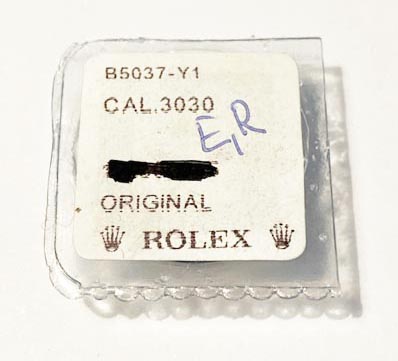 B5037-Y1
CAL.3030
E,R
ORIGINAL
ROLEX